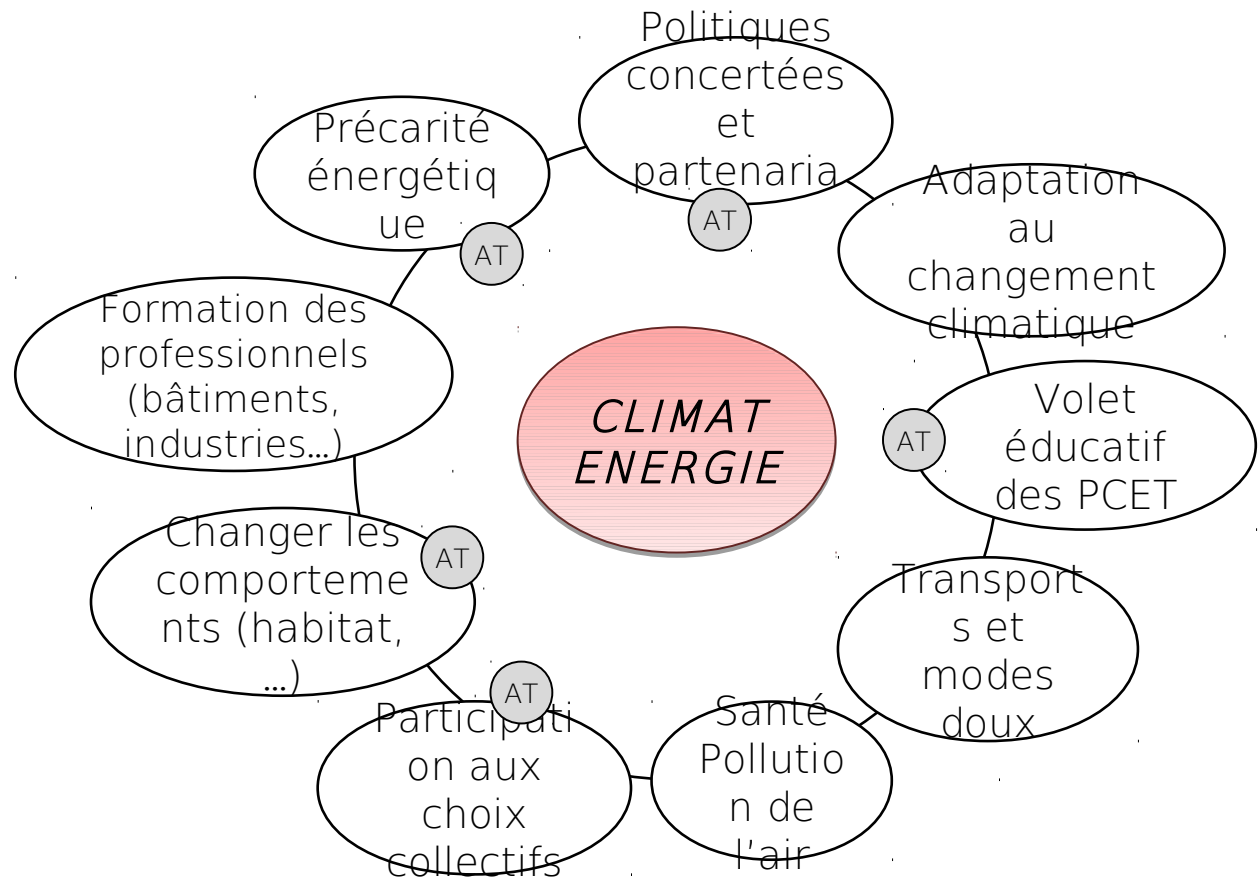 Politiques
concertées
et
partenaria
AT
Précarité
énergétiq
ue
AT
Adaptation
au
changement
climatique
Formation des
professionnels
(bâtiments,
industries…)
CLIMAT
ENERGIE
Volet
éducatif
des PCET
AT
Changer les
comporteme
nts (habitat,
…)
AT
Transport
s et
modes
doux
Participati
on aux
choix
collectifs
AT
Santé
Pollutio
n de
l’air